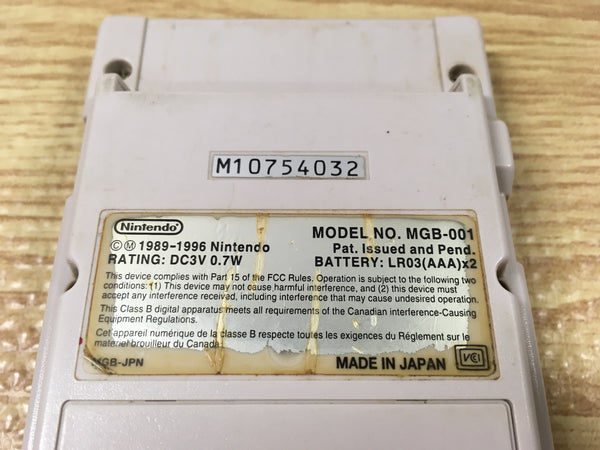 M10754032
Nintendo
©Ⓜ 1989-1996 Nintendo
RATING: DC3V 0.7W
MODEL NO. MGB-001
Pat. Issued and Pend.
BATTERY: LR03(AAA)x2
This device complies with Part 15 of the FCC Rules. Operation is subject to the following two
conditions: (1) This device may not cause harmful interference, and (2) this device must
accept any interference received, including interference that may cause undesired operation.
This Class B digital apparatus meets all requirements of the Canadian Interference-Causing
Equipment Regulations.
Cet appareil numérique de la classe B respecte toutes les exigences du Réglement sur le
materiel brouilleur du Canada.
MGB-JPN
MADE IN JAPAN
VCI